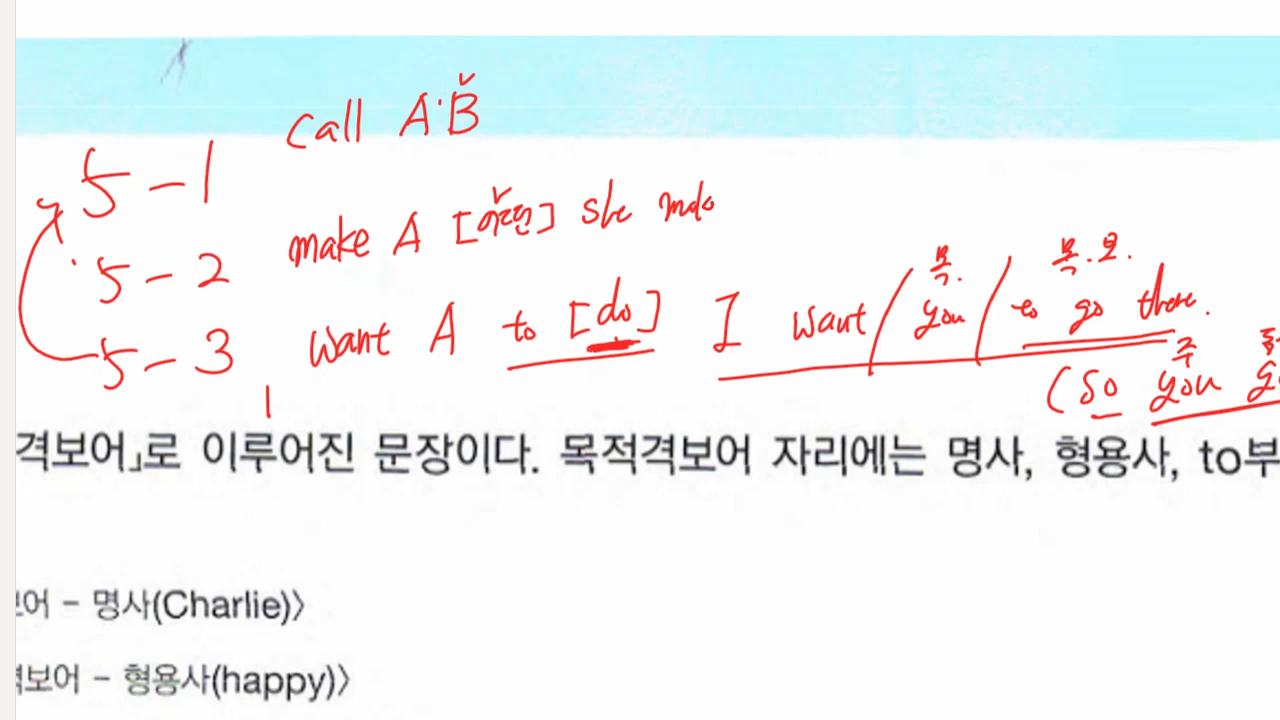 call A·B
5-1
make A [어떤] she make
5-2
목. 목.보.
5-3 want A to [do] I want / you / to go there.
주
(so you go
격보어」로 이루어진 문장이다. 목적격보어 자리에는 명사, 형용사, to부
보어 - 명사(Charlie)〉
격보어 - 형용사(happy)〉